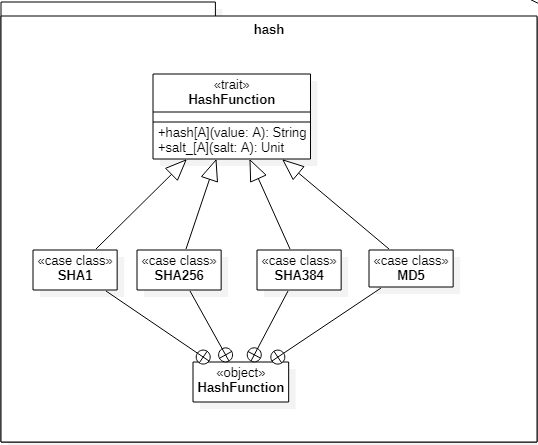 hash
«trait»
HashFunction
+hash[A](value: A): String
+salt_[A](salt: A): Unit
«case class»
SHA1
«case class»
SHA256
«case class»
SHA384
«case class»
MD5
«object»
HashFunction